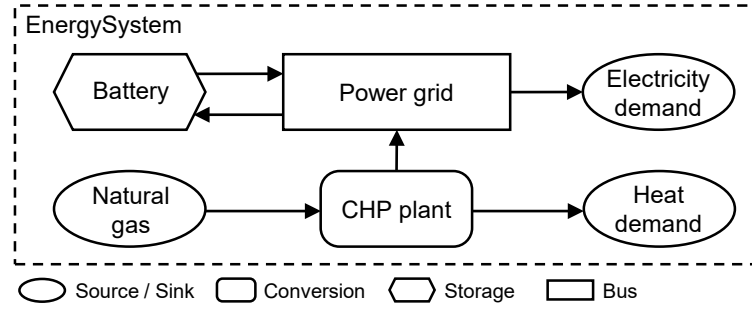 EnergySystem
Battery
Power grid
Electricity
demand
Natural
gas
CHP plant
Heat
demand
Source / Sink
Conversion
Storage
Bus